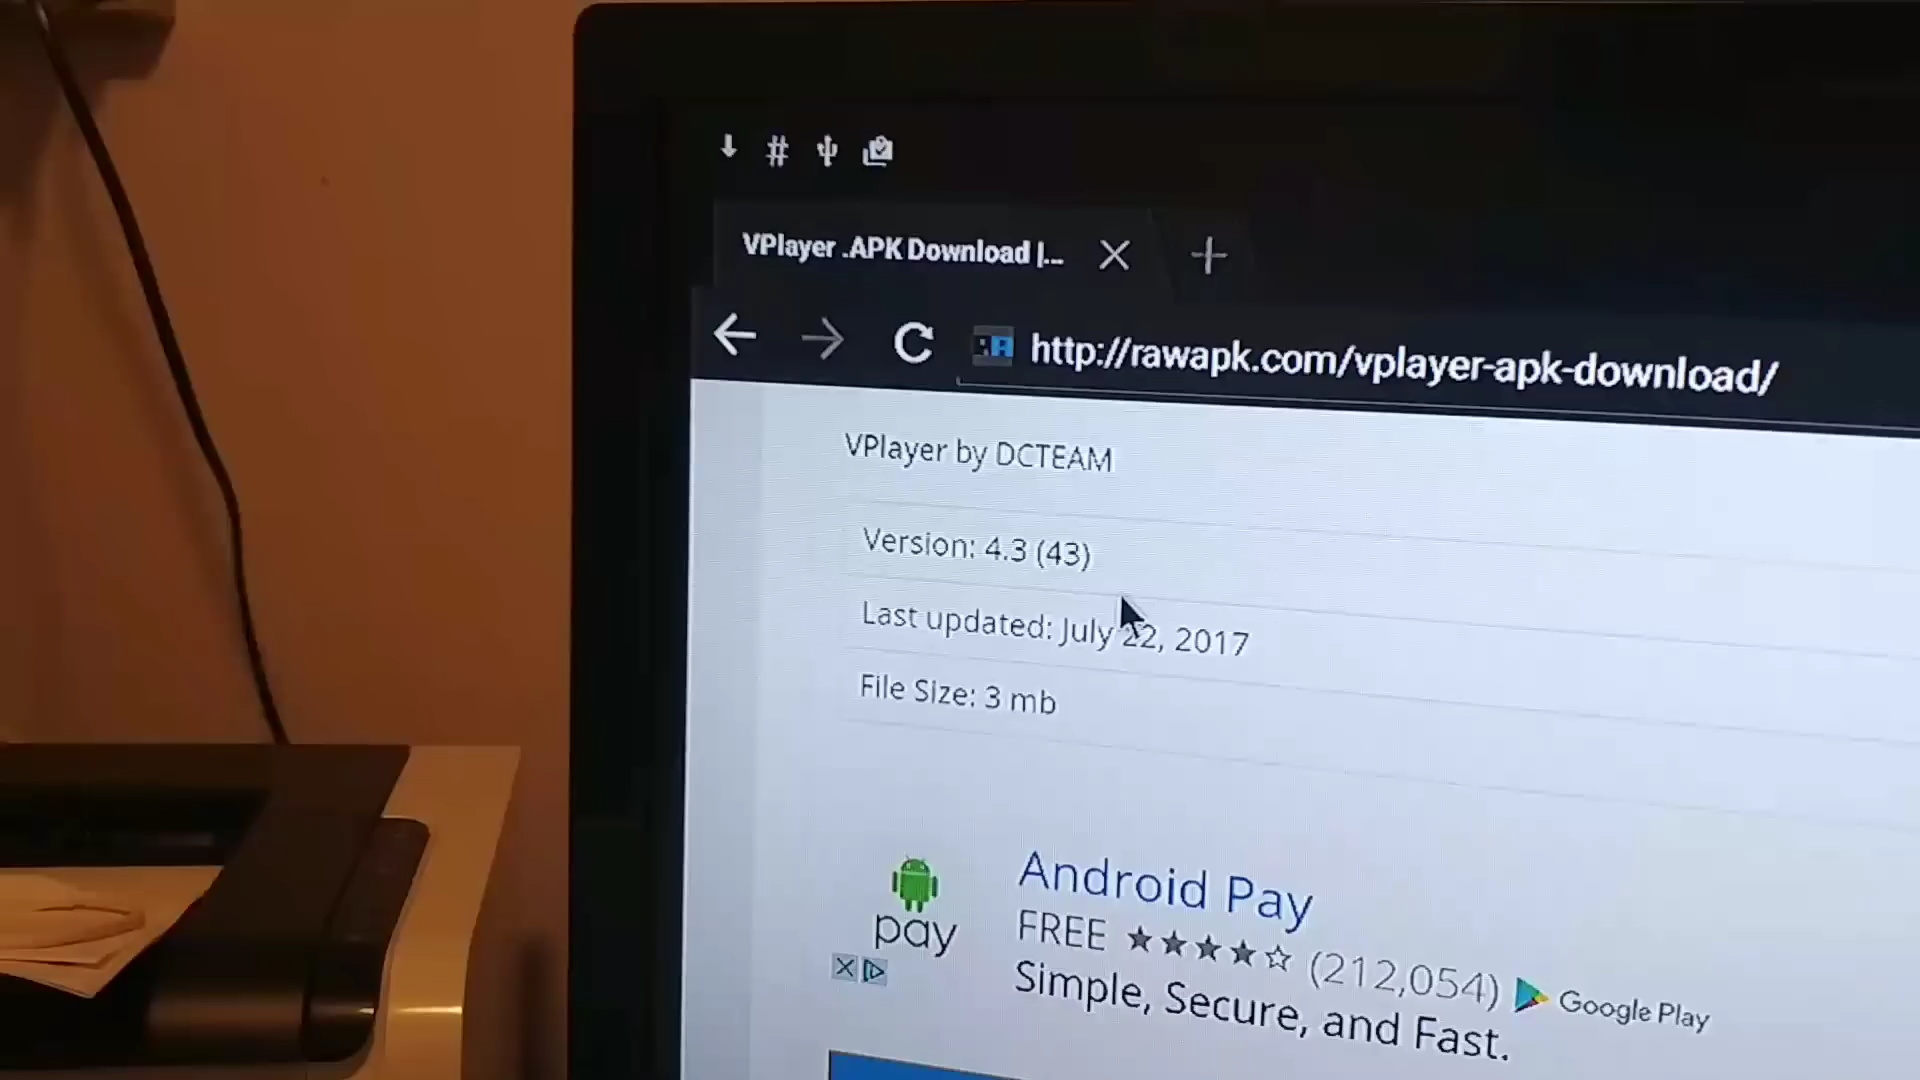 VPlayer .APK Download |...
http://rawapk.com/vplayer-apk-download/
VPlayer by DCTEAM
Version: 4.3 (43)
Last updated: July 22, 2017
File Size: 3 mb
Android Pay
pay
FREE ★★★★☆ (212,054) Google Play
Simple, Secure, and Fast.